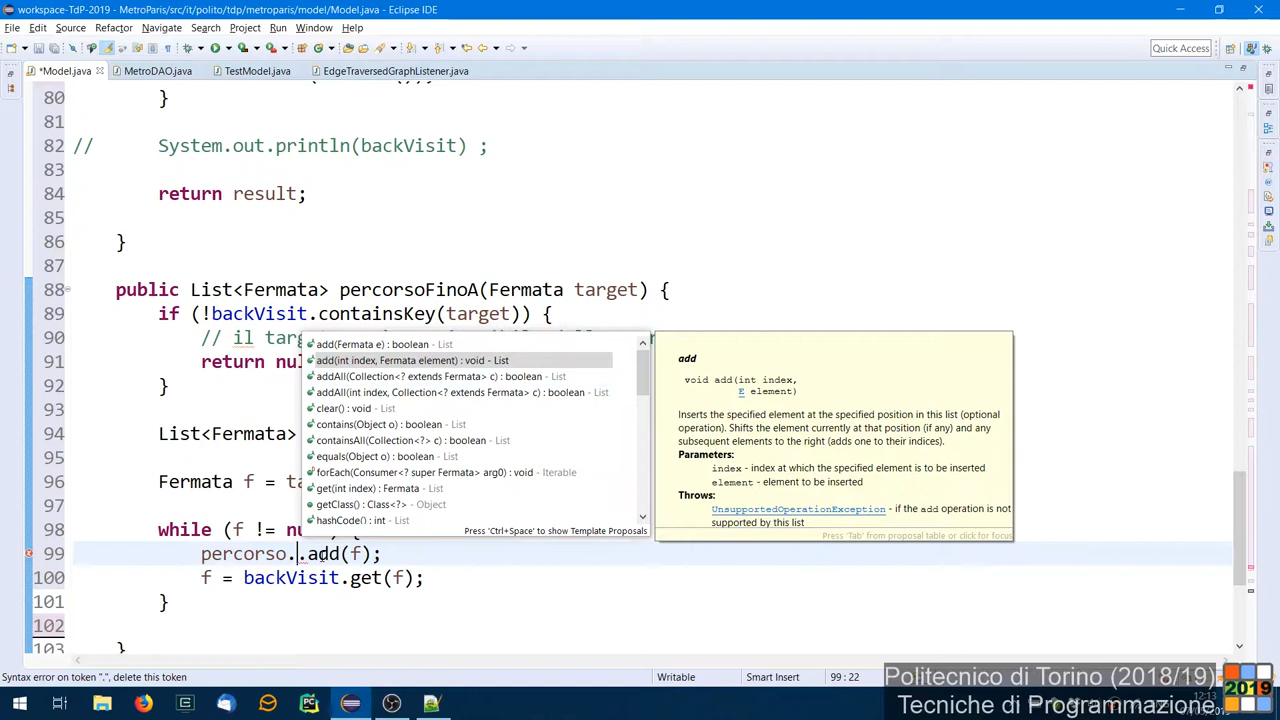 workspace-TdP-2019 - MetroParis/src/it/polito/tdp/metroparis/model/Model.java - Eclipse IDE
File Edit Source Refactor Navigate Search Project Run Window Help
Quick Access
*Model.java MetroDAO.java TestModel.java EdgeTraversedGraphListener.java
80 }
81
82 // System.out.println(backVisit) ;
83
84 return result;
85
86 }
87
88 public List<Fermata> percorsoFinoA(Fermata target) {
89 if (!backVisit.containsKey(target)) {
90 // il targ
91 return nul
92 }
93
94 List<Fermata>
95
96 Fermata f = ta
97
98 while (f != nu
99 percorso..add(f);
100 f = backVisit.get(f);
101 }
102
103 }
add(Fermata e) : boolean - List
add(int index, Fermata element) : void - List
addAll(Collection<? extends Fermata> c) : boolean - List
addAll(int index, Collection<? extends Fermata> c) : boolean - List
clear() : void - List
contains(Object o) : boolean - List
containsAll(Collection<?> c) : boolean - List
equals(Object o) : boolean - List
forEach(Consumer<? super Fermata> arg0) : void - Iterable
get(int index) : Fermata - List
getClass() : Class<?> - Object
hashCode() : int - List
Press 'Ctrl+Space' to show Template Proposals
add
void add(int index,
E element)
Inserts the specified element at the specified position in this list (optional
operation). Shifts the element currently at that position (if any) and any
subsequent elements to the right (adds one to their indices).
Parameters:
index - index at which the specified element is to be inserted
element - element to be inserted
Throws:
UnsupportedOperationException - if the add operation is not
supported by this list
Press 'Tab' from proposal table or click for focus
Syntax error on token ".", delete this token
Writable
Smart Insert
99 : 22
Politecnico di Torino (2018/19)
Tecniche di Programmazione
2019
12:13